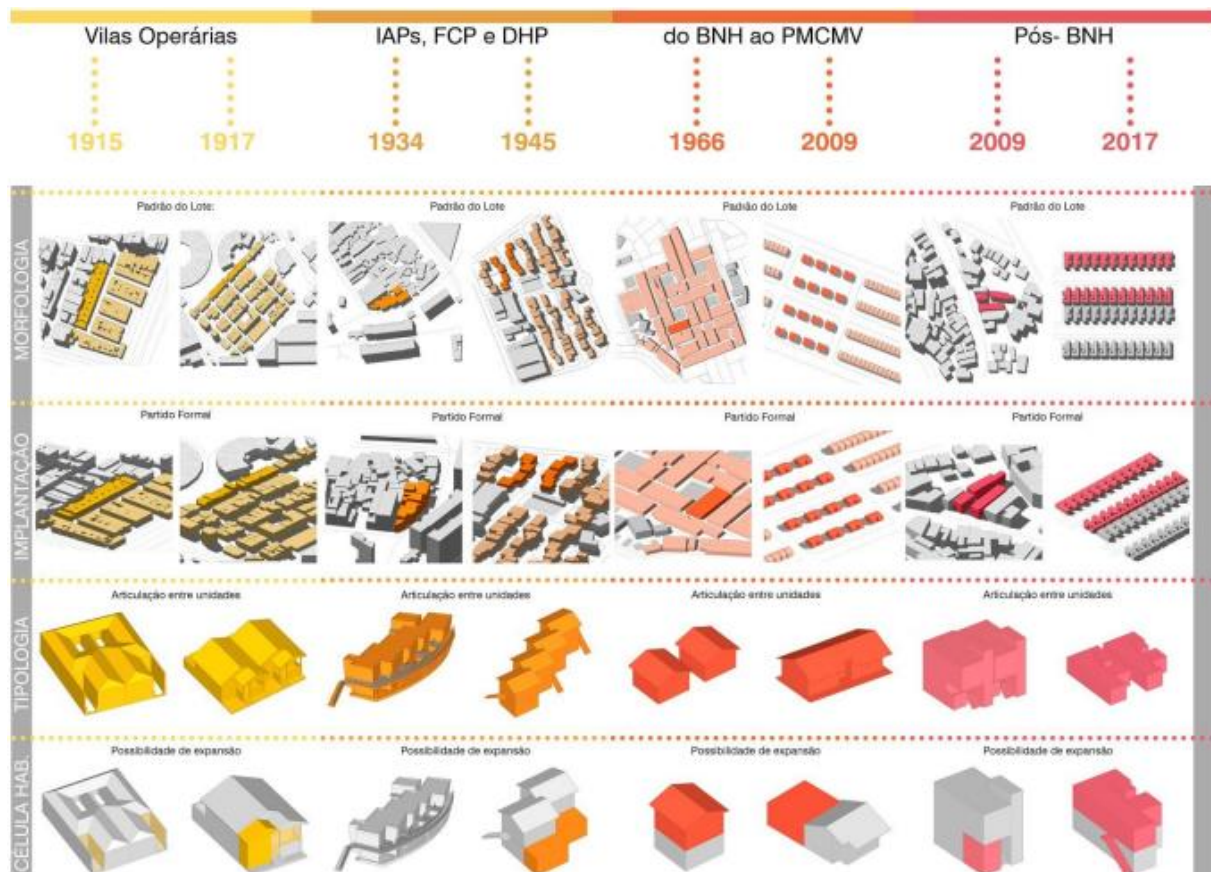 Vilas Operárias
IAPs, FCP e DHP
do BNH ao PMCMV
Pós- BNH
1915
1917
1934
1945
1966
2009
2009
2017
MORFOLOGIA
Padrão do Lote:
Padrão do Lote
Padrão do Lote
Padrão do Lote
IMPLANTAÇÃO
Partido Formal
Partido Formal
Partido Formal
Partido Formal
TIPOLOGIA
Articulação entre unidades
Articulação entre unidades
Articulação entre unidades
Articulação entre unidades
CÉLULA HAB.
Possibilidade de expansão
Possibilidade de expansão
Possibilidade de expansão
Possibilidade de expansão